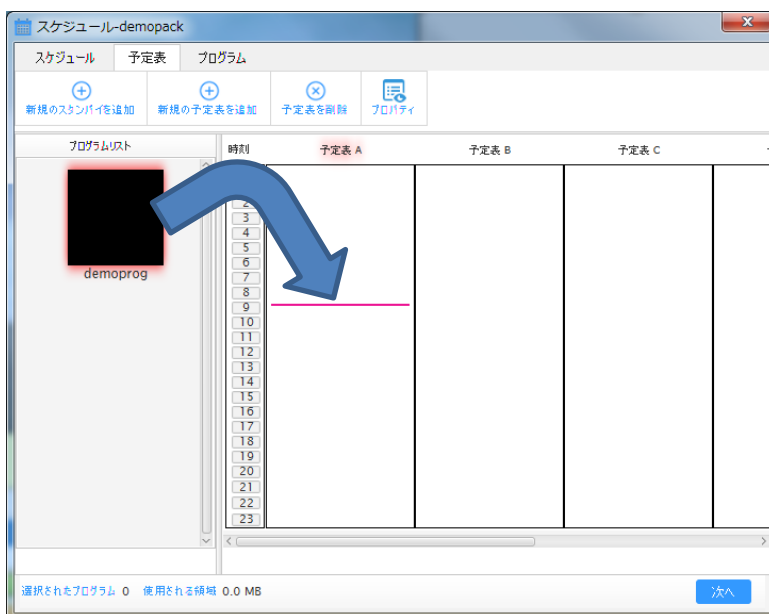 スケジュール-demopack
スケジュール 予定表 プログラム
新規のスタンバイを追加 新規の予定表を追加 予定表を削除 プロパティ
プログラムリスト
時刻 予定表 A 予定表 B 予定表 C
demoprog
2
3
4
5
6
7
8
9
10
11
12
13
14
15
16
17
18
19
20
21
22
23
選択されたプログラム 0 使用される領域 0.0 MB
次へ